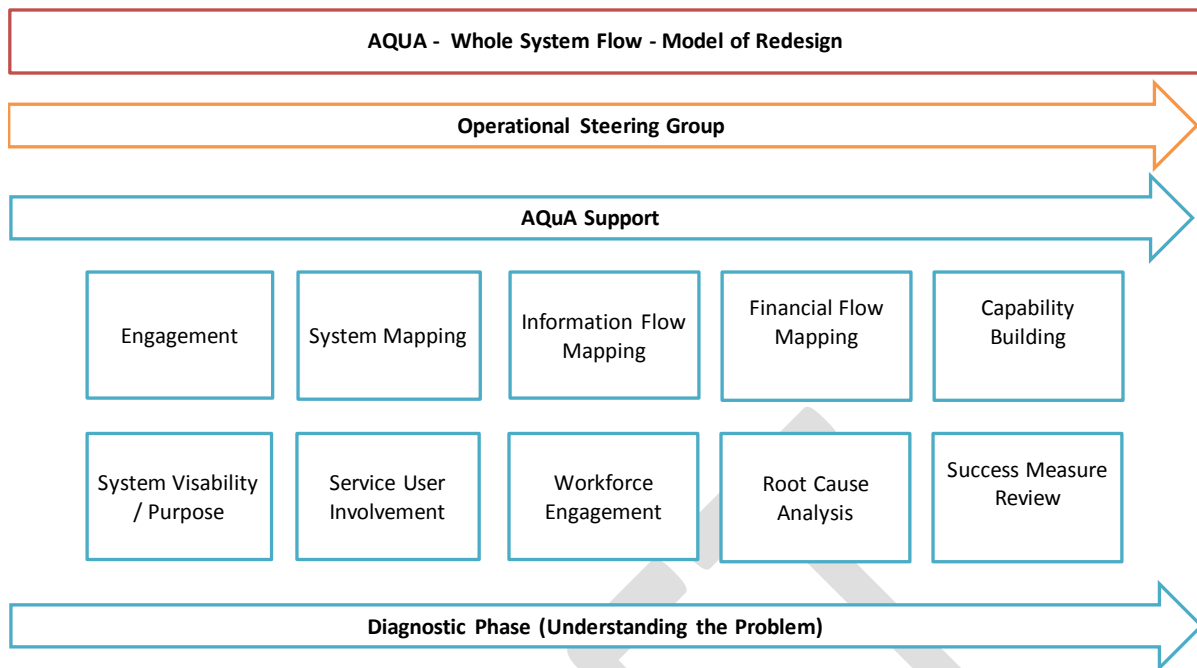 AQUA - Whole System Flow - Model of Redesign
Operational Steering Group
AQuA Support
Engagement
System Mapping
Information Flow
Mapping
Financial Flow
Mapping
Capability
Building
System Visability
/ Purpose
Service User
Involvement
Workforce
Engagement
Root Cause
Analysis
Success Measure
Review
Diagnostic Phase (Understanding the Problem)